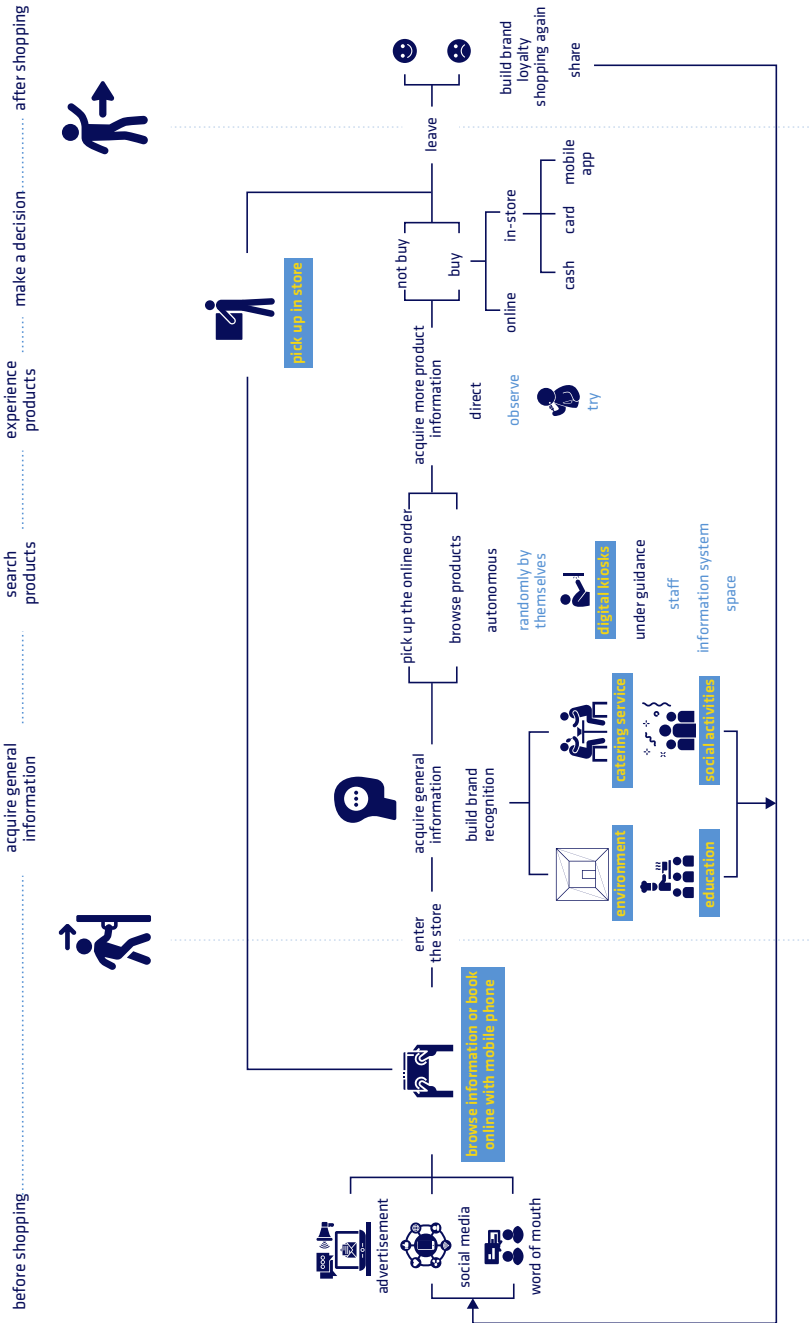 before shopping
acquire general
information
search
products
experience
products
make a decision
after shopping
pick up in store
advertisement
social media
word of mouth
browse information or book
online with mobile phone
enter
the store
acquire general
information
build brand
recognition
environment
catering service
education
social activities
pick up the online order
browse products
autonomous
randomly by
themselves
digital kiosks
under guidance
staff
information system
space
acquire more product
information
direct
observe
try
not buy
buy
online
in-store
cash
card
mobile
app
leave
build brand
loyalty
shopping again
share